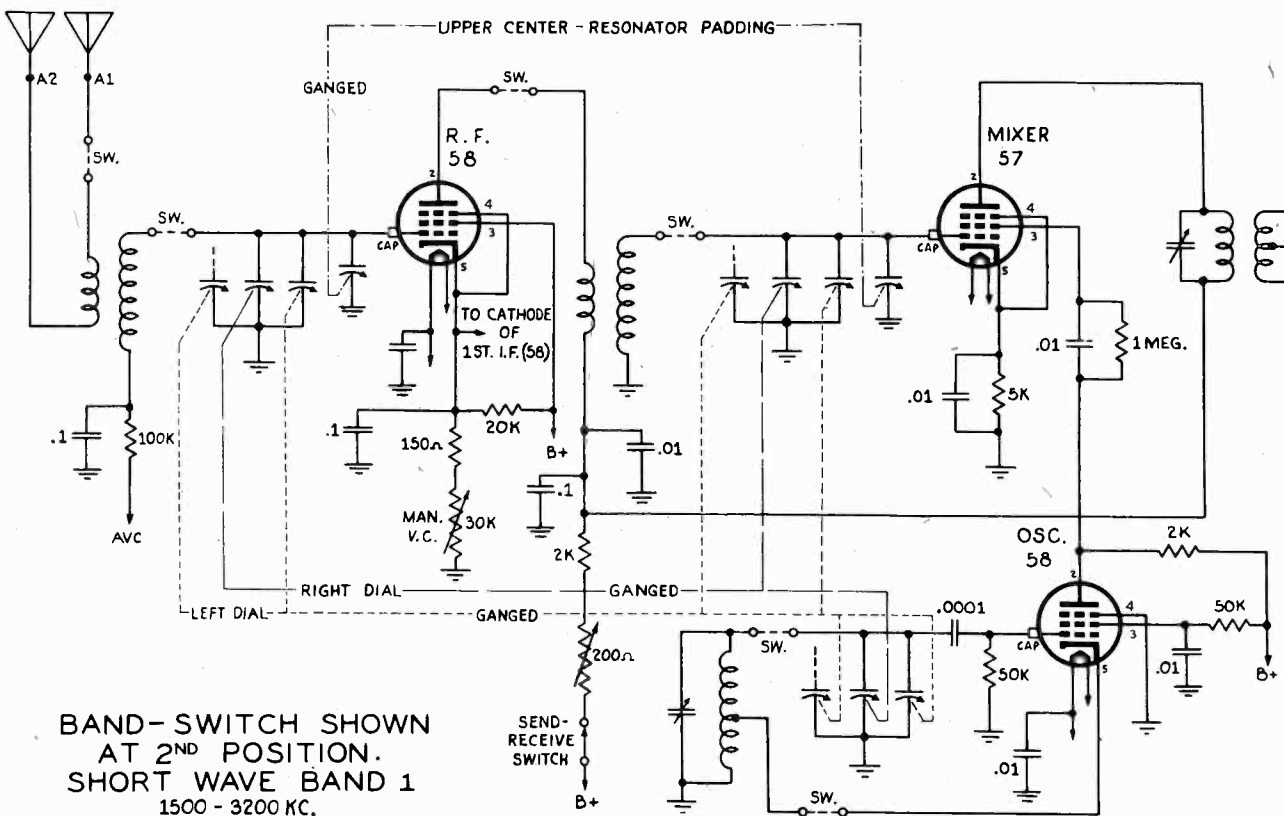 UPPER CENTER - RESONATOR PADDING
A2
A1
SW.
GANGED
SW.
R.F.
58
MIXER
57
SW.
SW.
2
4
3
CAP
5
2
4
3
CAP
5
TO CATHODE
OF
1ST. I.F. (58)
.01
1 MEG.
.1
100K
.1
20K
150Ω
B+
.01
.01
5K
.1
AVC
MAN.
V.C.
30K
2K
OSC.
58
2K
RIGHT DIAL
GANGED
LEFT DIAL
GANGED
.0001
2
4
3
CAP
5
50K
SW.
200Ω
50K
.01
B+
BAND-SWITCH SHOWN
AT 2ND POSITION.
SHORT WAVE BAND 1
1500 - 3200 KC.
SEND-
RECEIVE
SWITCH
B+
.01
SW.